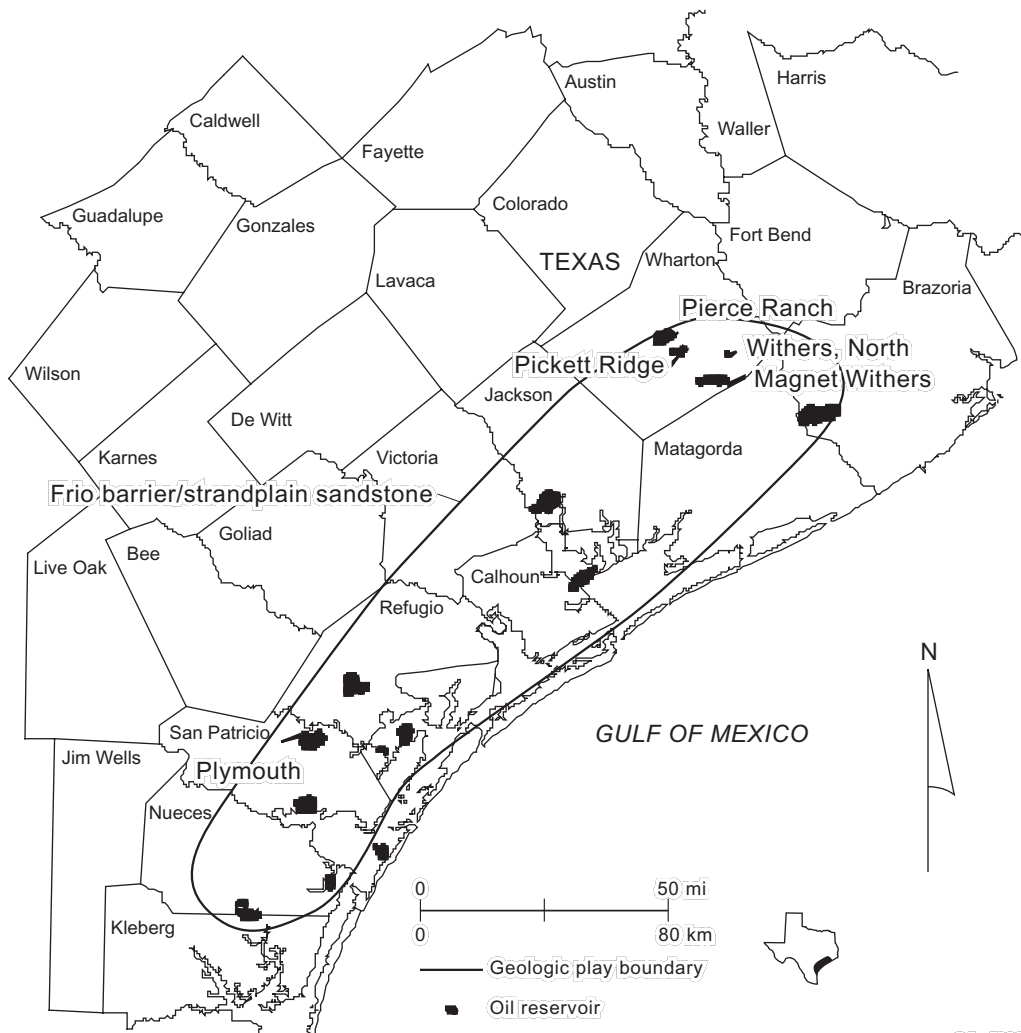 Harris
Austin
Waller
Caldwell
Fayette
Colorado
Guadalupe
Gonzales
Fort Bend
TEXAS
Wharton
Lavaca
Brazoria
Pierce Ranch
Withers, North
Pickett Ridge
Magnet Withers
Wilson
Jackson
De Witt
Matagorda
Karnes
Victoria
Frio barrier/strandplain sandstone
Goliad
Bee
Live Oak
Calhoun
Refugio
N
San Patricio
GULF OF MEXICO
Jim Wells
Plymouth
Nueces
0
50 mi
0
80 km
Kleberg
Geologic play boundary
Oil reservoir